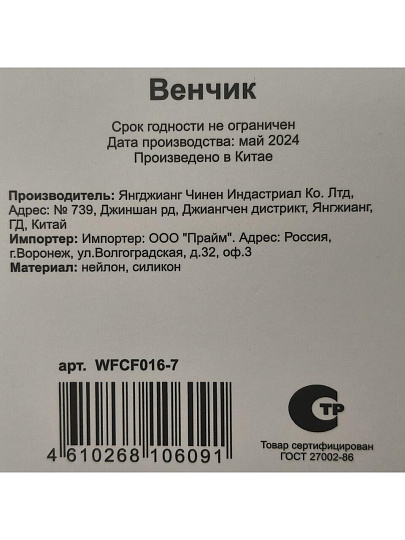 Венчик
Срок годности не ограничен
Дата производства: май 2024
Произведено в Китае
Производитель: Янгджианг Чинен Индастриал Ко. Лтд,
Адрес: № 739, Джиншан рд, Джиангчен дистрикт, Янгжианг,
ГД, Китай
Импортер: Импортер: ООО "Прайм". Адрес: Россия,
г.Воронеж, ул.Волгоградская, д.32, оф.3
Материал: нейлон, силикон
арт. WFCF016-7
4 610268 106091
СТР
Товар сертифицирован
ГОСТ 27002-86